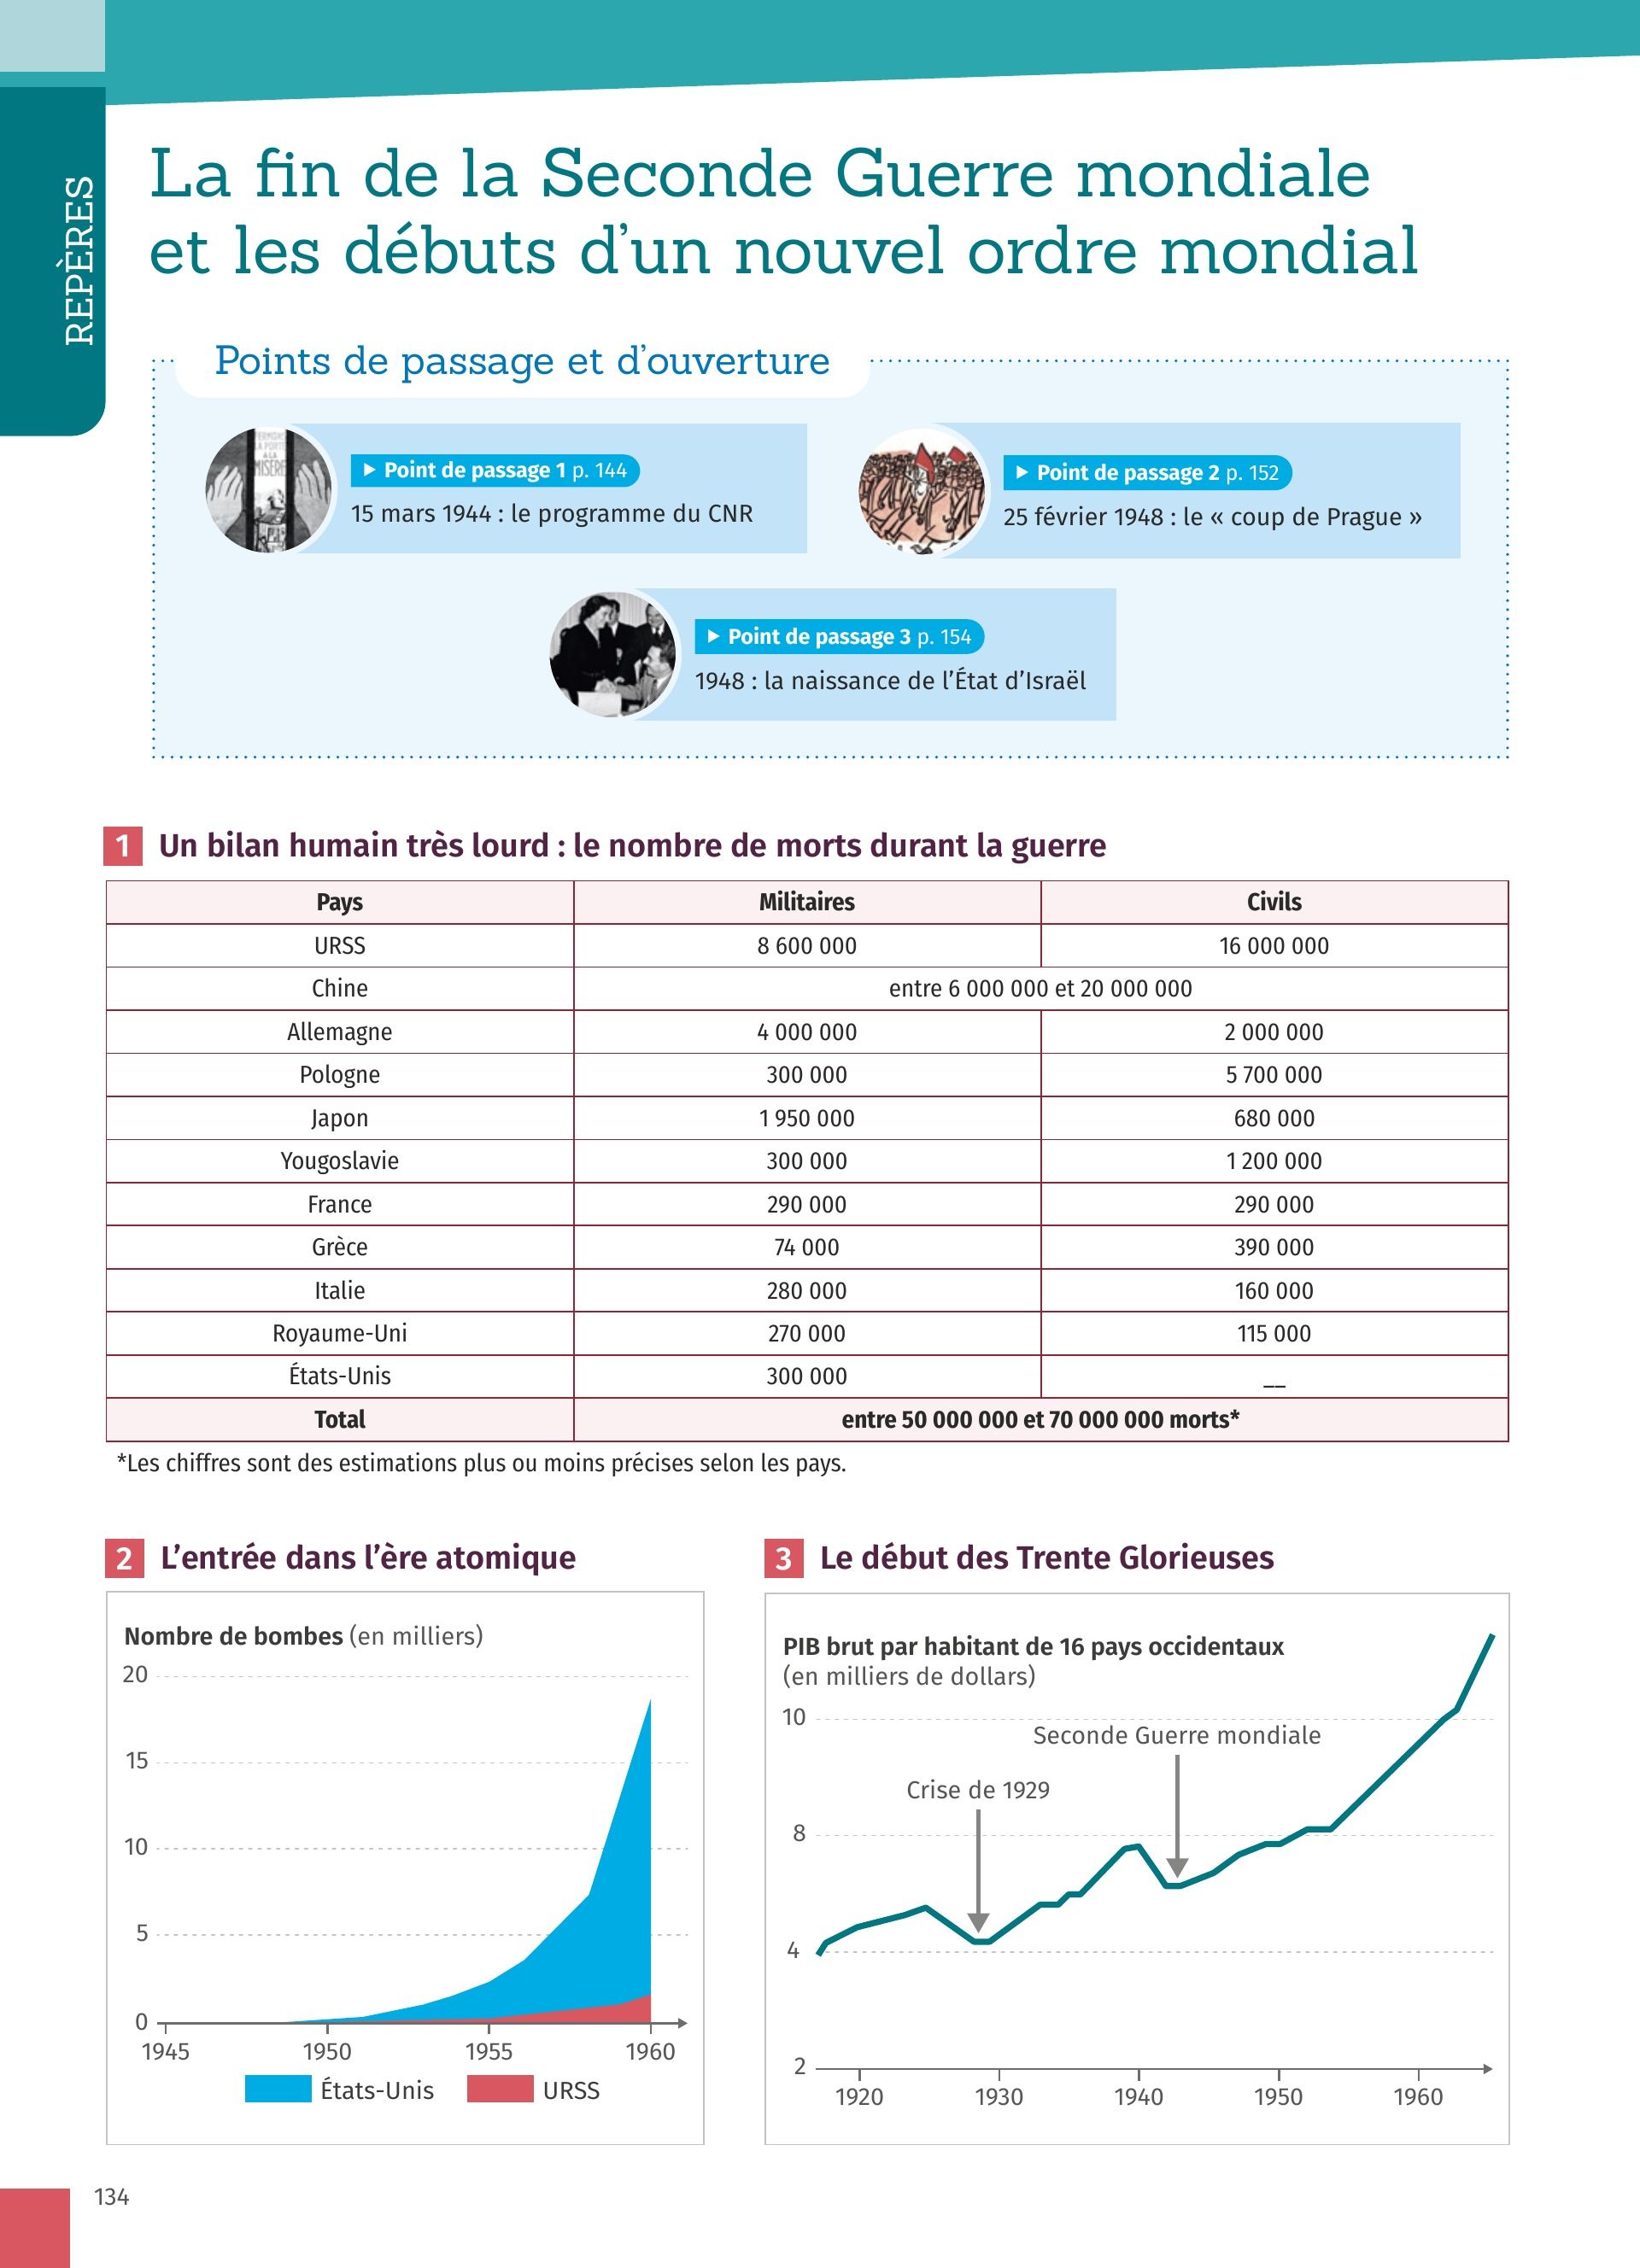 REPÈRES
La fin de la Seconde Guerre mondiale
et les débuts d'un nouvel ordre mondial
Points de passage et d'ouverture
FERMONS
LA PORTE
A LA
MISÈRE
▶ Point de passage 1 p. 144
15 mars 1944 : le programme du CNR
▶ Point de passage 2 p. 152
25 février 1948 : le « coup de Prague »
▶ Point de passage 3 p. 154
1948 : la naissance de l'État d'Israël
1 Un bilan humain très lourd : le nombre de morts durant la guerre
Pays Militaires Civils
URSS 8 600 000 16 000 000
Chine entre 6 000 000 et 20 000 000
Allemagne 4 000 000 2 000 000
Pologne 300 000 5 700 000
Japon 1 950 000 680 000
Yougoslavie 300 000 1 200 000
France 290 000 290 000
Grèce 74 000 390 000
Italie 280 000 160 000
Royaume-Uni 270 000 115 000
États-Unis 300 000 __
Total entre 50 000 000 et 70 000 000 morts*
*Les chiffres sont des estimations plus ou moins précises selon les pays.
2 L'entrée dans l'ère atomique
Nombre de bombes (en milliers)
20
15
10
5
0
1945 1950 1955 1960
États-Unis URSS
3 Le début des Trente Glorieuses
PIB brut par habitant de 16 pays occidentaux
(en milliers de dollars)
10
Seconde Guerre mondiale
Crise de 1929
8
4
2
1920 1930 1940 1950 1960
134